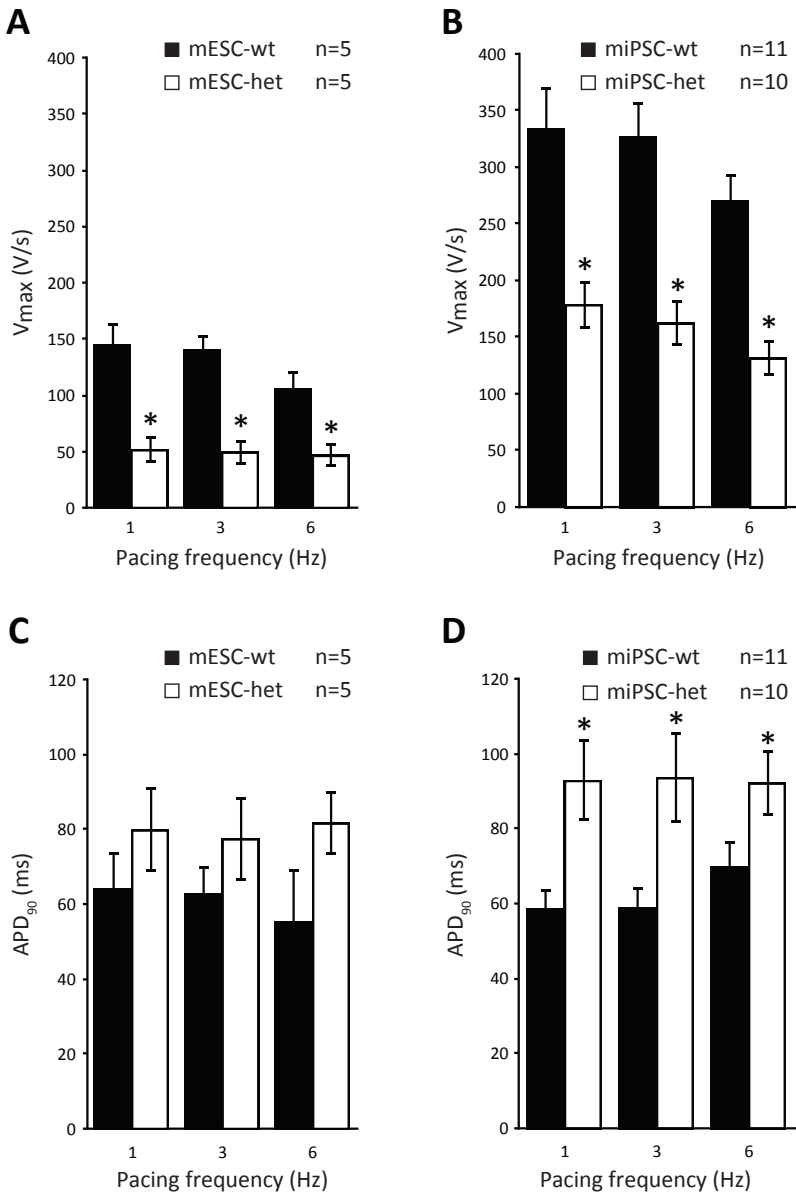 A
mESC-wt n=5
mESC-het n=5
400
350
300
250
200
150
100
50
0
Vmax (V/s)
* * *
1 3 6
Pacing frequency (Hz)
B
miPSC-wt n=11
miPSC-het n=10
400
350
300
250
200
150
100
50
0
Vmax (V/s)
* * *
1 3 6
Pacing frequency (Hz)
C
mESC-wt n=5
mESC-het n=5
120
100
80
60
40
20
0
APD90 (ms)
1 3 6
Pacing frequency (Hz)
D
miPSC-wt n=11
miPSC-het n=10
120
100
80
60
40
20
0
APD90 (ms)
* * *
1 3 6
Pacing frequency (Hz)